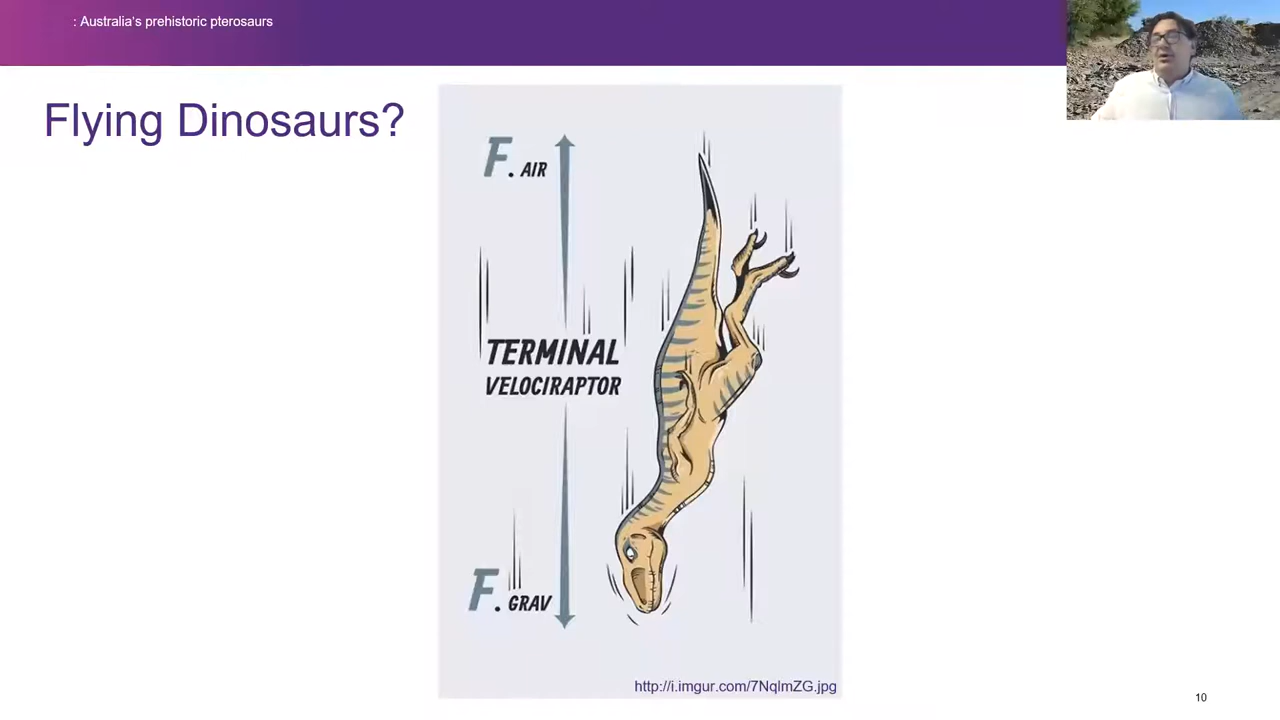 : Australia's prehistoric pterosaurs
Flying Dinosaurs?
F. AIR
TERMINAL
VELOCIRAPTOR
F. GRAV
http://i.imgur.com/7NqlmZG.jpg
10